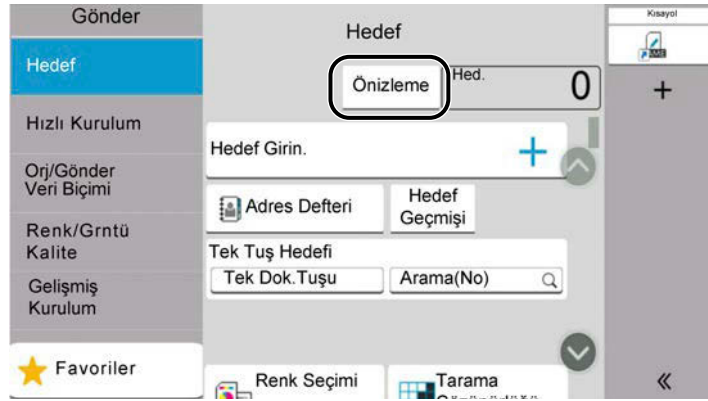 Gönder
Hedef
Hızlı Kurulum
Orj/Gönder
Veri Biçimi
Renk/Grntü
Kalite
Gelişmiş
Kurulum
Favoriler
Hedef
Önizleme
Hed.
0
Hedef Girin.
+
Adres Defteri
Hedef
Geçmişi
Tek Tuş Hedefi
Tek Dok.Tuşu
Arama(No)
Renk Seçimi
Tarama
Kısayol
+
«